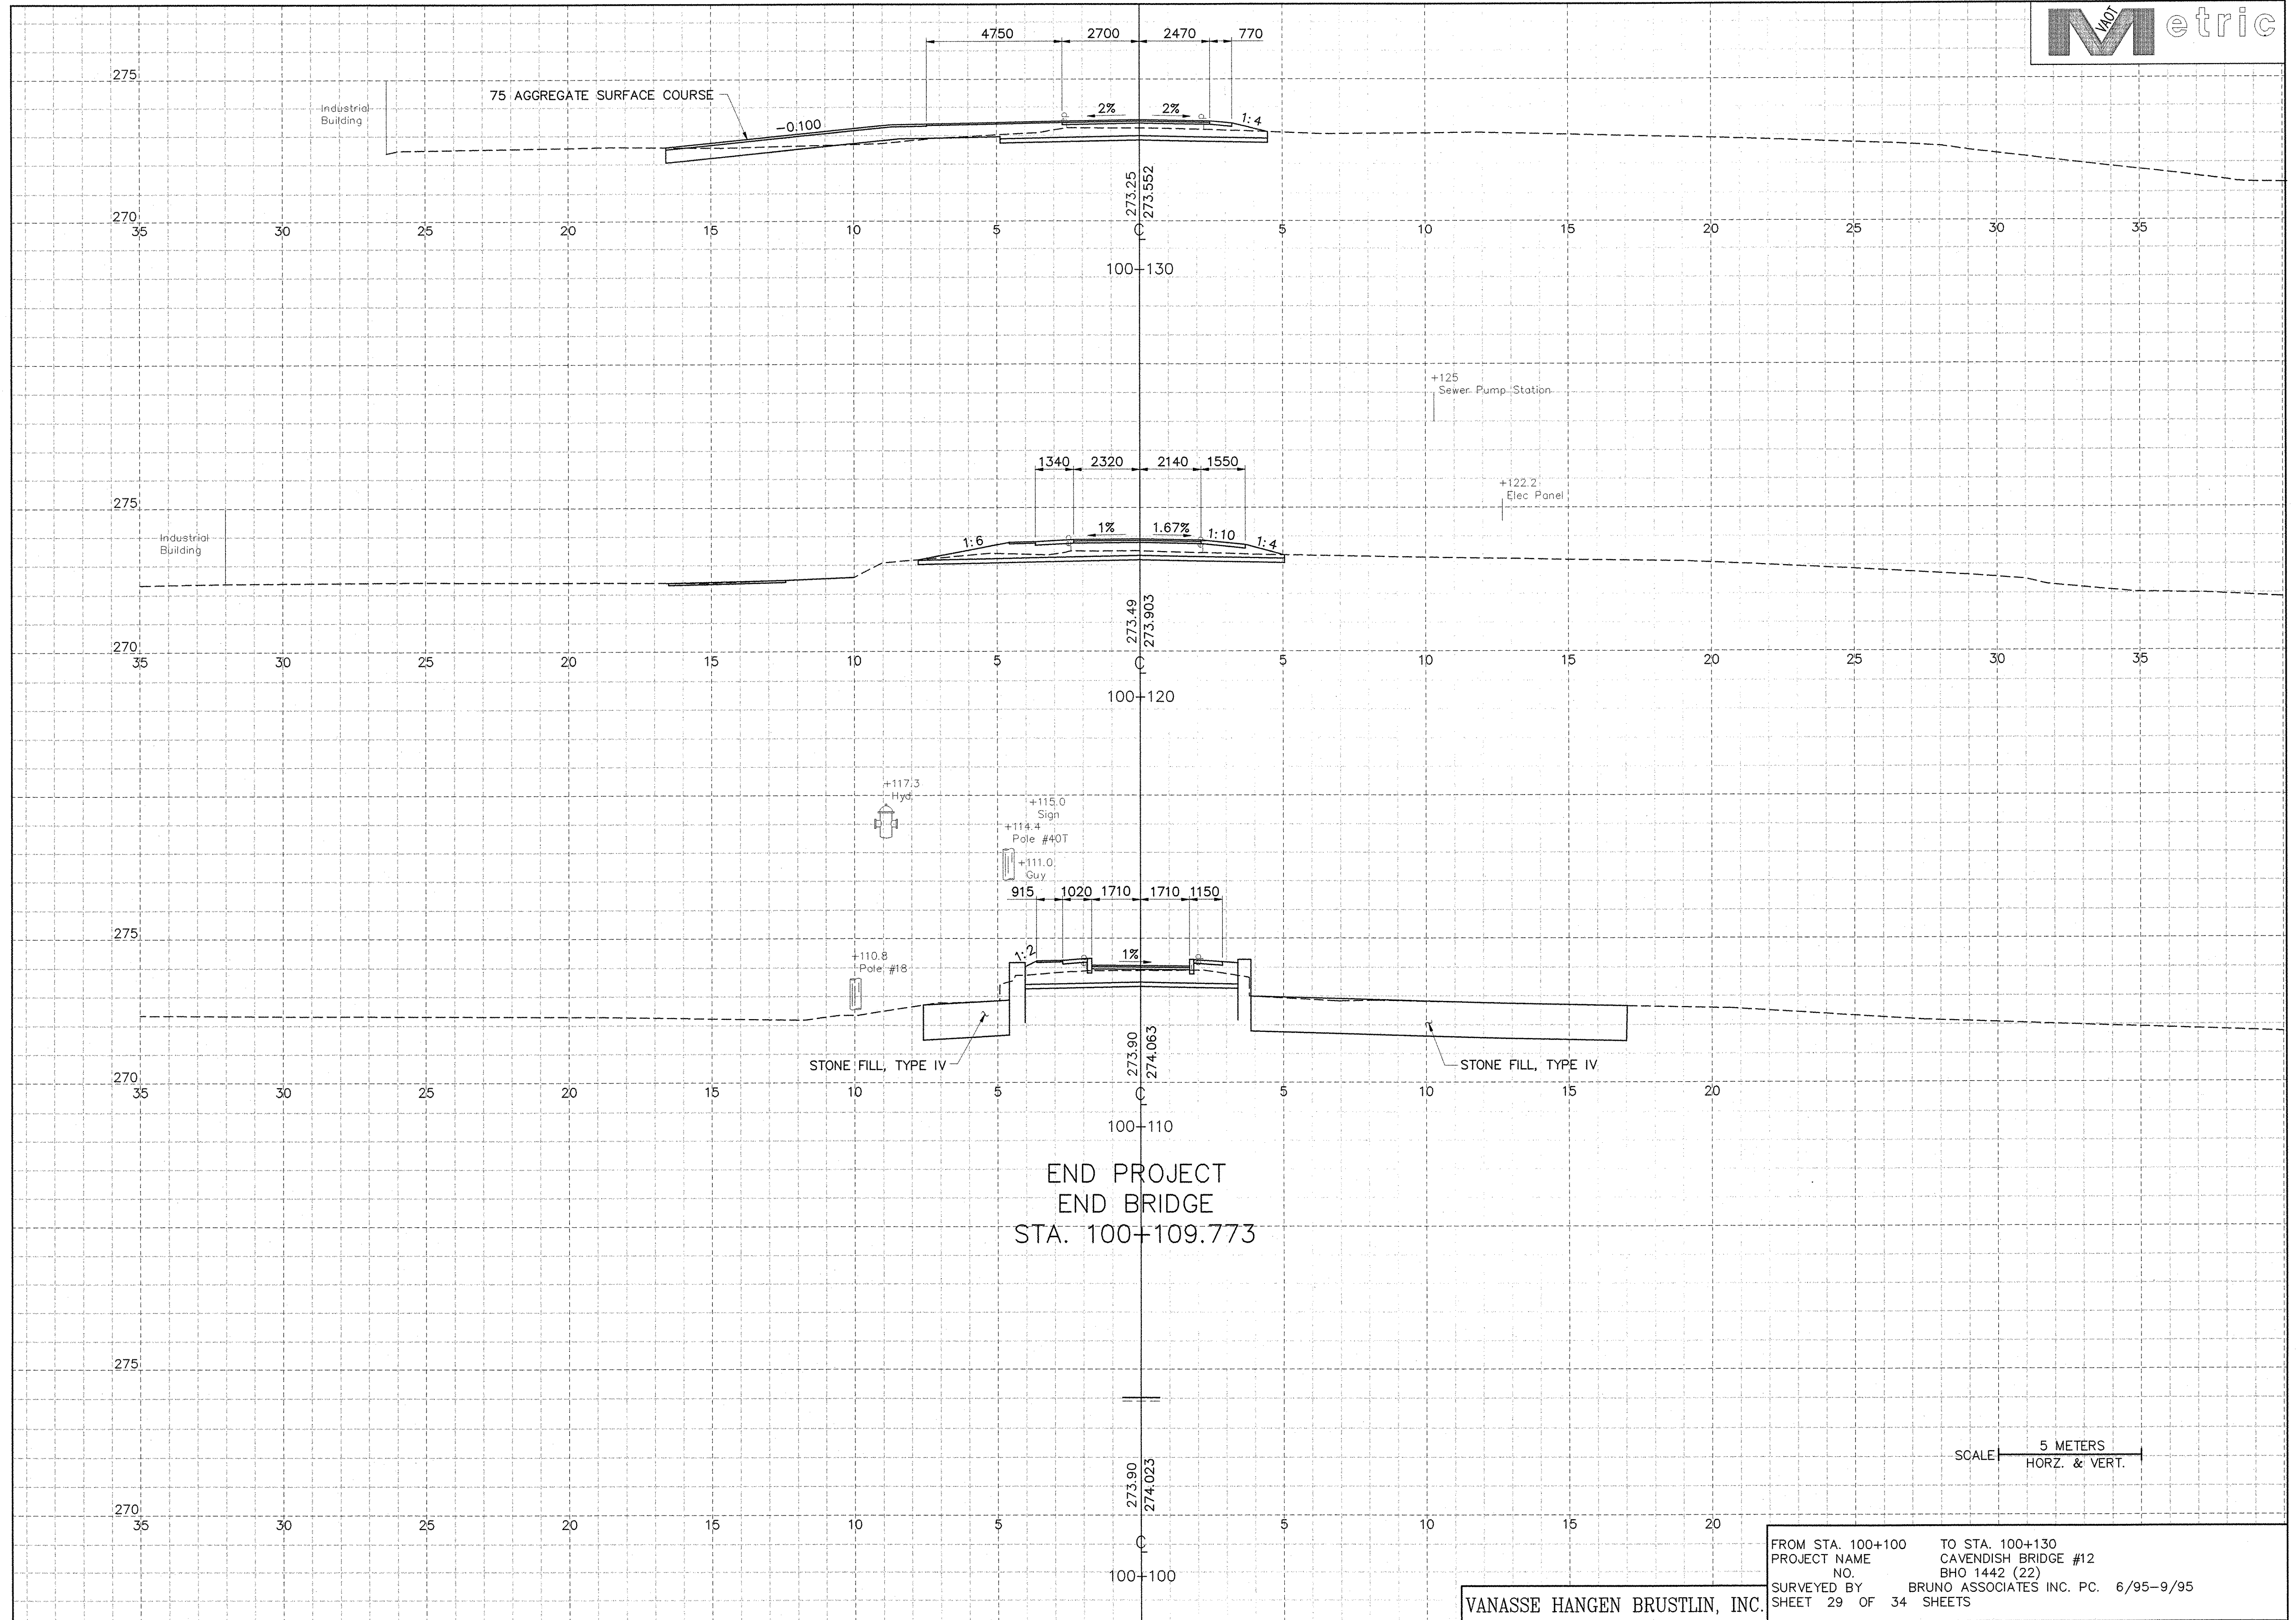 VAOT
Metric
4750 2700 2470 770
275
Industrial
Building
75 AGGREGATE SURFACE COURSE
-0.100
2% 2%
1:4
273.25
273.552
270
35 30 25 20 15 10 5 C 5 10 15 20 25 30 35
L
100+130
+125
Sewer Pump Station
1340 2320 2140 1550
+122.2
Elec Panel
275
Industrial
Building
1:6
1% 1.67%
1:10
1:4
273.49
273.903
270
35 30 25 20 15 10 5 C 5 10 15 20 25 30 35
L
100+120
+117.3
Hyd.
+115.0
Sign
+114.4
Pole #40T
+111.0
Guy
915 1020 1710 1710 1150
275
1:2
1%
+110.8
Pole #18
STONE FILL, TYPE IV
STONE FILL, TYPE IV
273.90
274.063
270
35 30 25 20 15 10 5 C 5 10 15 20
L
100+110
END PROJECT
END BRIDGE
STA. 100+109.773
275
273.90
274.023
270
SCALE
5 METERS
HORZ. & VERT.
35 30 25 20 15 10 5 C 5 10 15 20
L
100+100
VANASSE HANGEN BRUSTLIN, INC.
FROM STA. 100+100 TO STA. 100+130
PROJECT NAME CAVENDISH BRIDGE #12
NO. BHO 1442 (22)
SURVEYED BY BRUNO ASSOCIATES INC. PC. 6/95-9/95
SHEET 29 OF 34 SHEETS